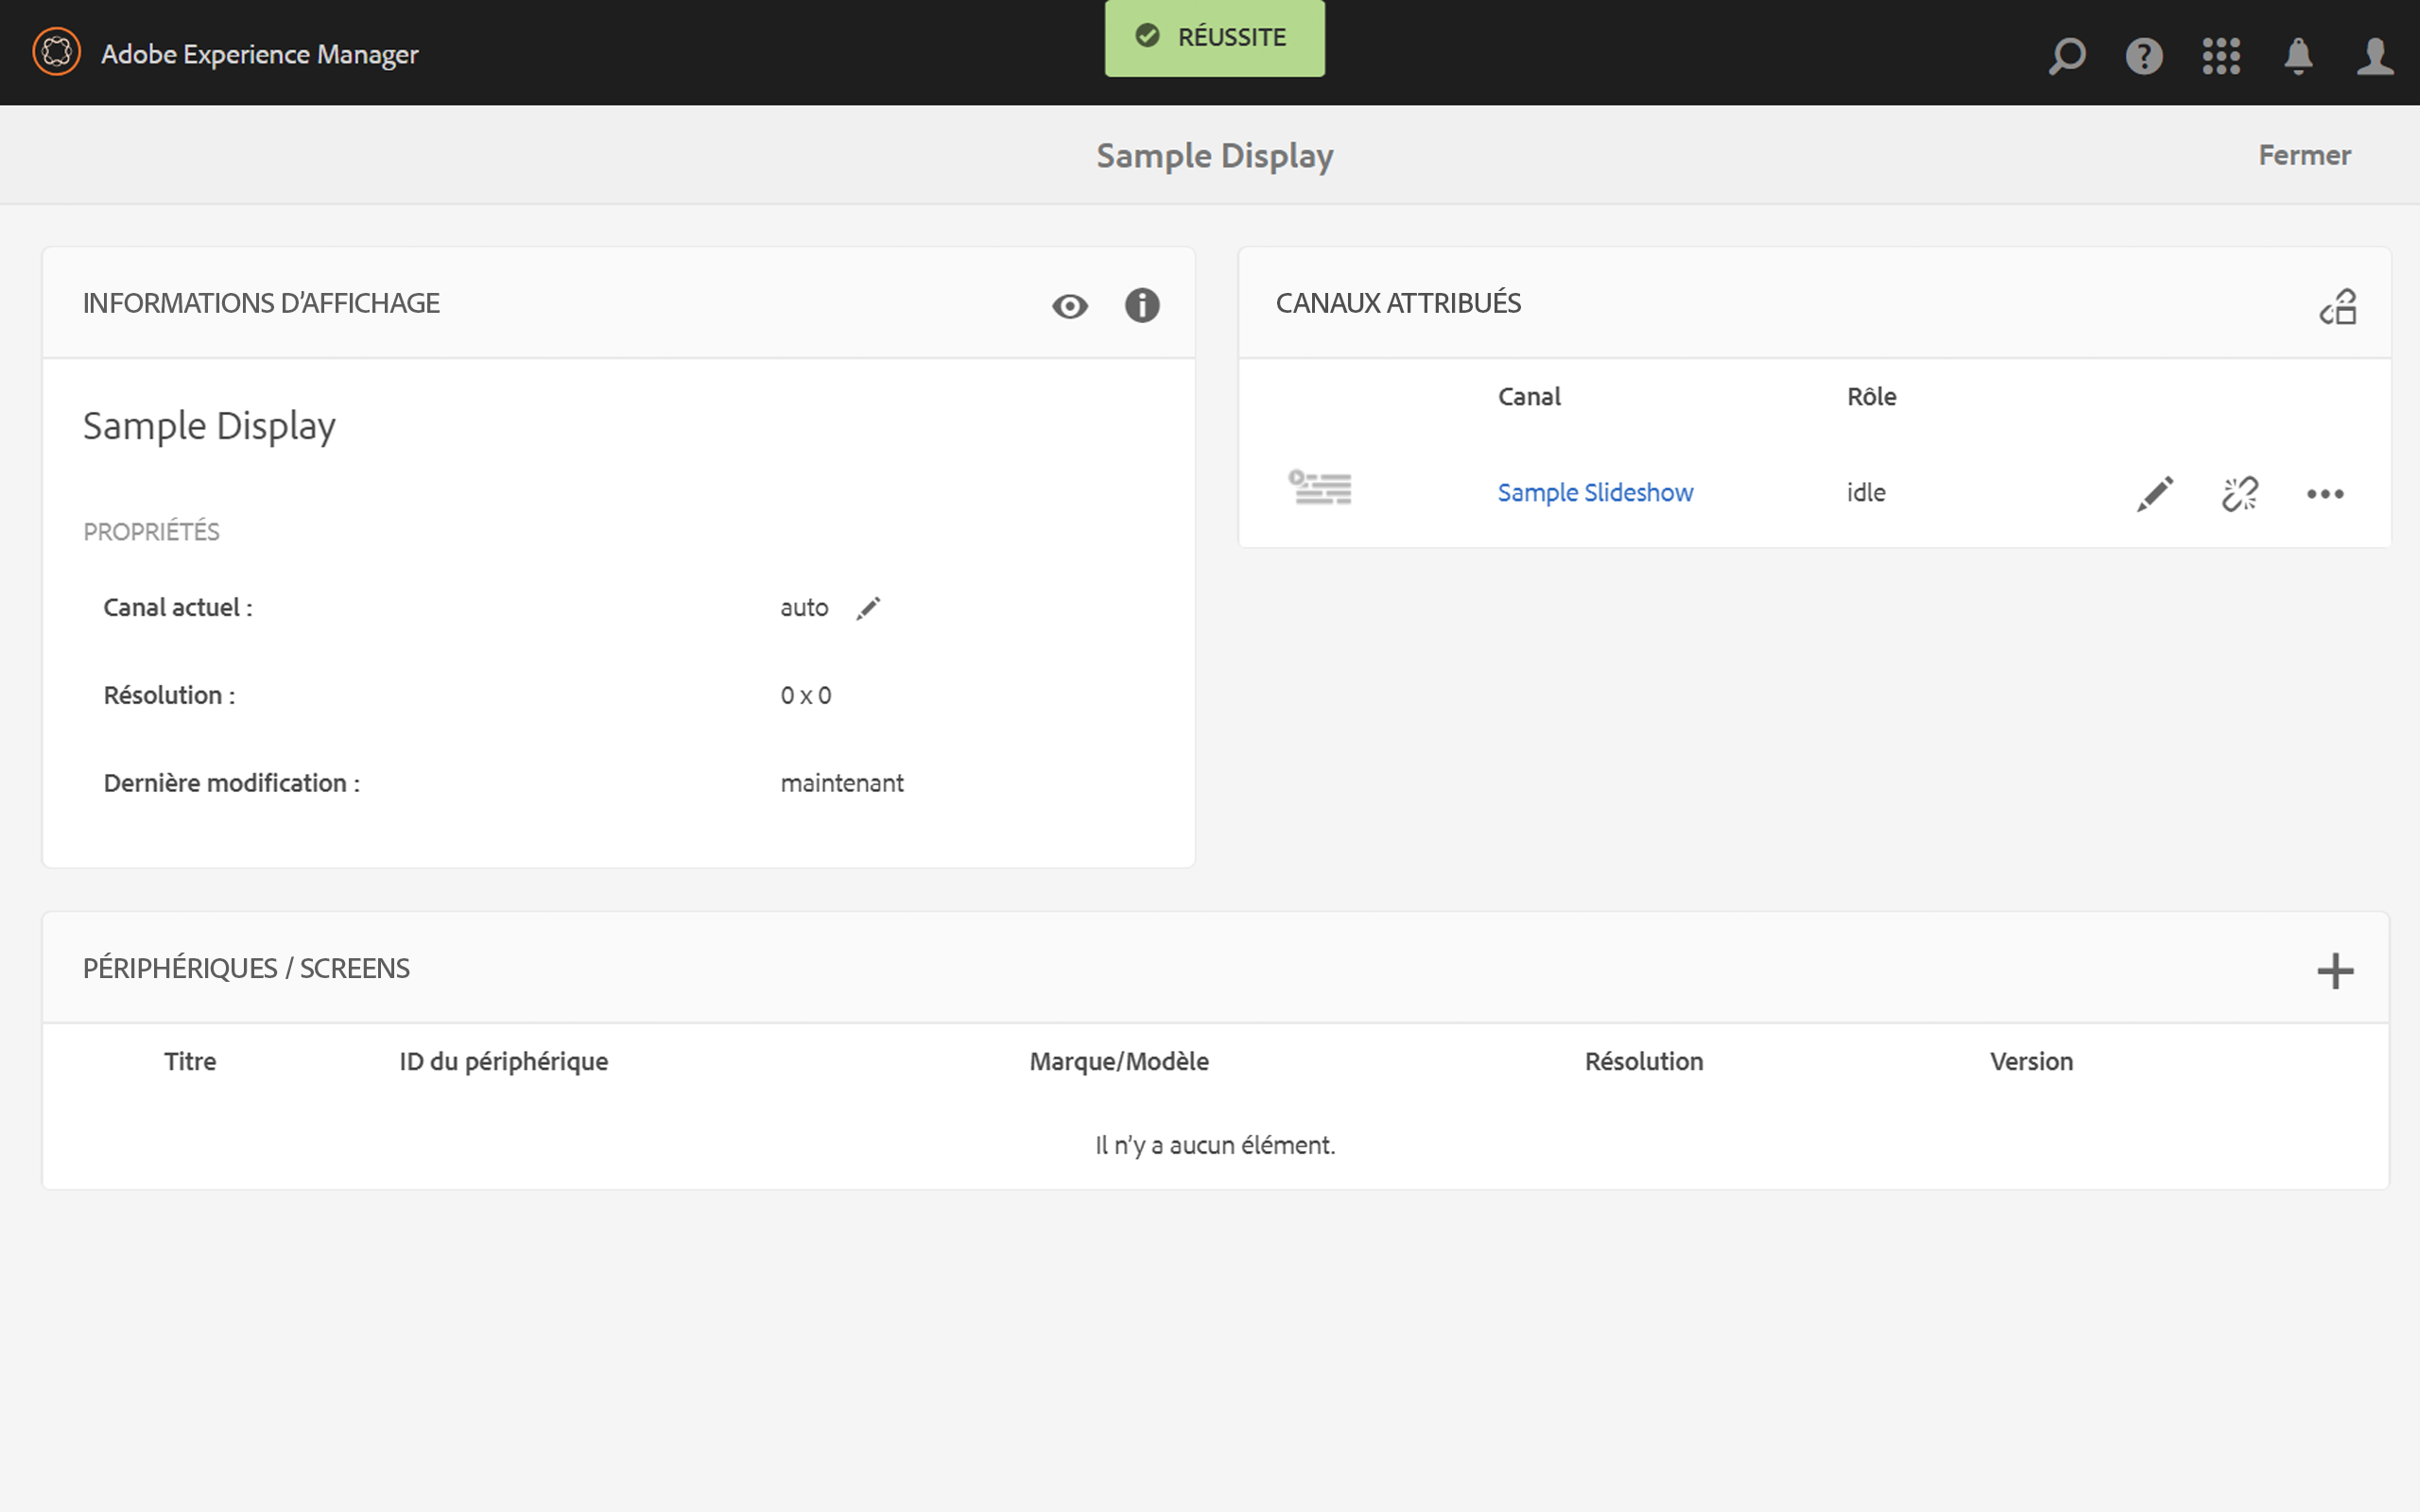 Adobe Experience Manager
RÉUSSITE
Sample Display
Fermer
INFORMATIONS D’AFFICHAGE
Sample Display
PROPRIÉTÉS
Canal actuel :
auto
Résolution :
0 x 0
Dernière modification :
maintenant
CANAUX ATTRIBUÉS
Canal
Rôle
Sample Slideshow
idle
PÉRIPHÉRIQUES / SCREENS
Titre
ID du périphérique
Marque/Modèle
Résolution
Version
Il n’y a aucun élément.